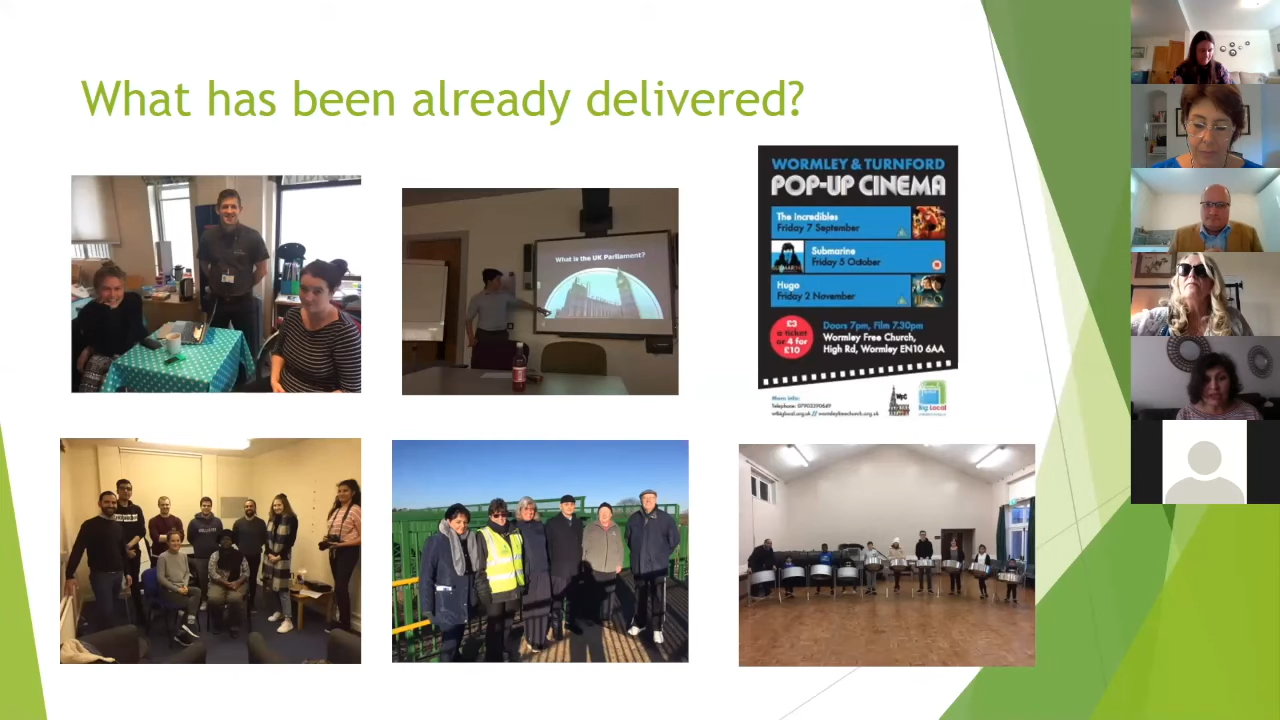 What has been already delivered?
What is the UK Parliament?
WORMLEY & TURNFORD
POP-UP CINEMA
The Incredibles
Friday 7 September
Submarine
Friday 5 October
Hugo
Friday 2 November
£3
a ticket
or 4 for
£10
Doors 7pm, Film 7.30pm
Wormley Free Church,
High Rd, Wormley EN10 6AA
More info:
Big Local